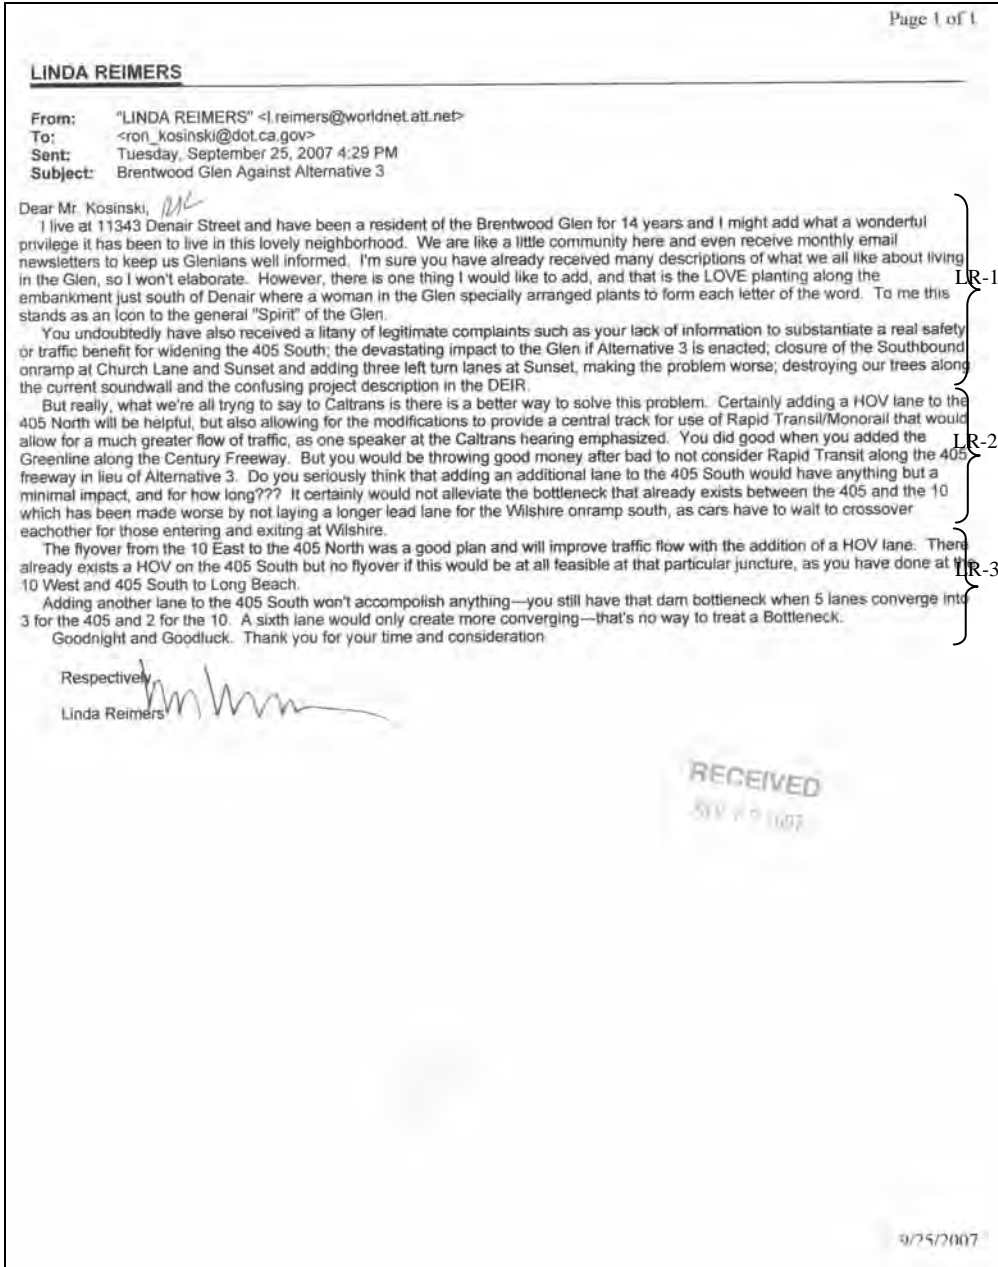 Page 1 of 1
LINDA REIMERS
From: "LINDA REIMERS" <l.reimers@worldnet.att.net>
To: <ron_kosinski@dot.ca.gov>
Sent: Tuesday, September 25, 2007 4:29 PM
Subject: Brentwood Glen Against Alternative 3
Dear Mr. Kosinski,
I live at 11343 Denair Street and have been a resident of the Brentwood Glen for 14 years and I might add what a wonderful
privilege it has been to live in this lovely neighborhood. We are like a little community here and even receive monthly email
newsletters to keep us Glenians well informed. I'm sure you have already received many descriptions of what we all like about living
in the Glen, so I won't elaborate. However, there is one thing I would like to add, and that is the LOVE planting along the
LR-1
embankment just south of Denair where a woman in the Glen specially arranged plants to form each letter of the word. To me this
stands as an Icon to the general "Spirit" of the Glen.
You undoubtedly have also received a litany of legitimate complaints such as your lack of information to substantiate a real safety
or traffic benefit for widening the 405 South; the devastating impact to the Glen if Alternative 3 is enacted; closure of the Southbound
onramp at Church Lane and Sunset and adding three left turn lanes at Sunset, making the problem worse; destroying our trees along
the current soundwall and the confusing project description in the DEIR.
But really, what we're all tryng to say to Caltrans is there is a better way to solve this problem. Certainly adding a HOV lane to the
405 North will be helpful, but also allowing for the modifications to provide a central track for use of Rapid Transit/Monorail that would
allow for a much greater flow of traffic, as one speaker at the Caltrans hearing emphasized. You did good when you added the
LR-2
Greenline along the Century Freeway. But you would be throwing good money after bad to not consider Rapid Transit along the 405
freeway in lieu of Alternative 3. Do you seriously think that adding an additional lane to the 405 South would have anything but a
minimal impact, and for how long??? It certainly would not alleviate the bottleneck that already exists between the 405 and the 10
which has been made worse by not laying a longer lead lane for the Wilshire onramp south, as cars have to wait to crossover
eachother for those entering and exiting at Wilshire.
The flyover from the 10 East to the 405 North was a good plan and will improve traffic flow with the addition of a HOV lane. There
already exists a HOV on the 405 South but no flyover if this would be at all feasible at that particular juncture, as you have done at the
LR-3
10 West and 405 South to Long Beach.
Adding another lane to the 405 South won't accompolish anything—you still have that dam bottleneck when 5 lanes converge into
3 for the 405 and 2 for the 10. A sixth lane would only create more converging—that's no way to treat a Bottleneck.
Goodnight and Goodluck. Thank you for your time and consideration
Respectively,
Linda Reimers
RECEIVED
9/25/2007